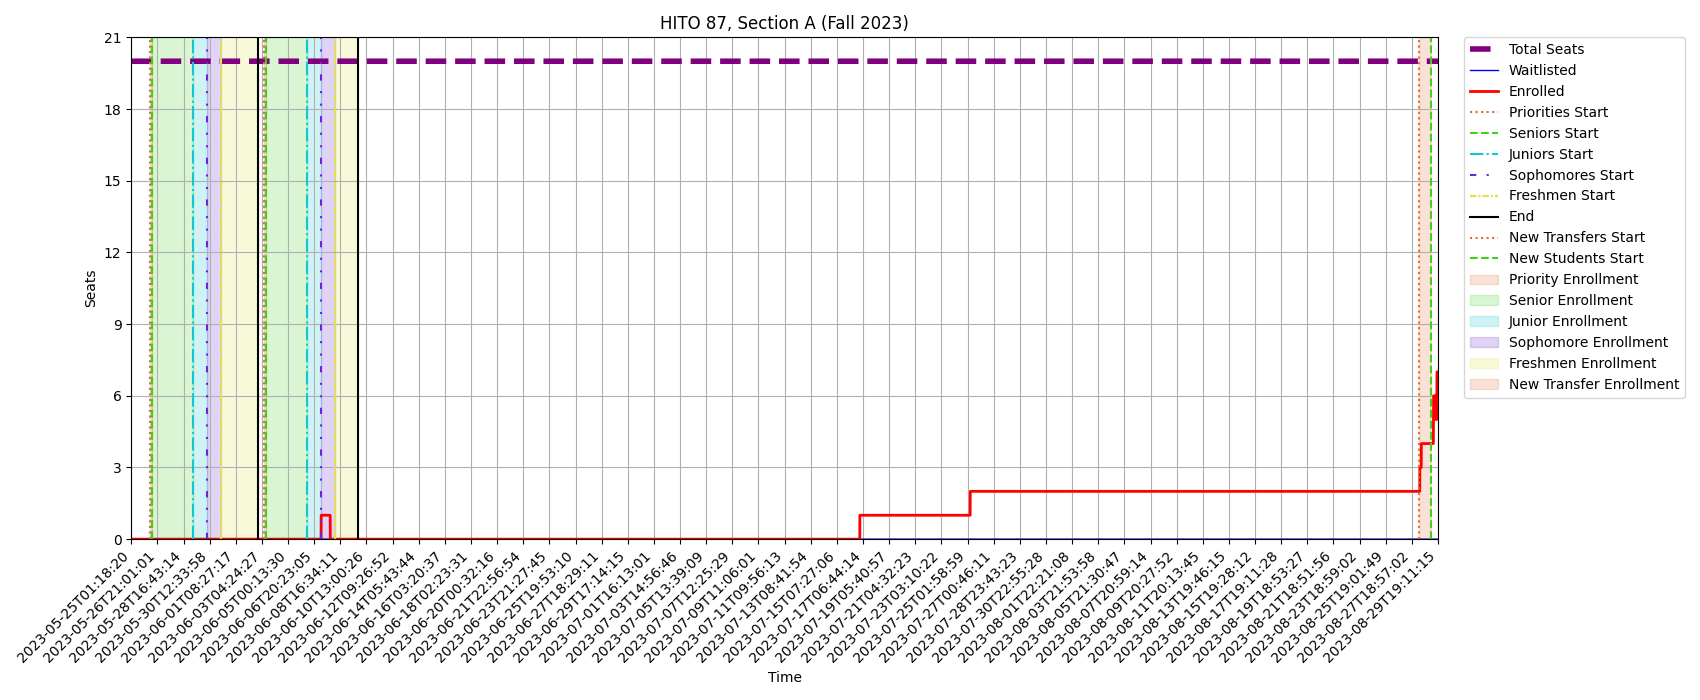 HITO 87, Section A (Fall 2023)
21
18
15
12
9
6
3
0
Seats
2023-05-25T01:18:20
2023-05-26T21:01:01
2023-05-28T16:43:14
2023-05-30T12:33:58
2023-06-01T08:27:17
2023-06-03T04:24:27
2023-06-05T00:13:30
2023-06-06T20:23:05
2023-06-08T16:34:11
2023-06-10T13:00:26
2023-06-12T09:26:52
2023-06-14T05:43:44
2023-06-16T03:20:37
2023-06-18T02:23:31
2023-06-20T00:32:16
2023-06-21T22:56:54
2023-06-23T21:27:45
2023-06-25T19:53:10
2023-06-27T18:29:11
2023-06-29T17:14:15
2023-07-01T16:13:01
2023-07-03T14:56:46
2023-07-05T13:39:09
2023-07-07T12:25:29
2023-07-09T11:06:01
2023-07-11T09:56:13
2023-07-13T08:41:54
2023-07-15T07:27:06
2023-07-17T06:44:14
2023-07-19T05:40:57
2023-07-21T04:32:23
2023-07-23T03:10:22
2023-07-25T01:58:59
2023-07-27T00:46:11
2023-07-28T23:43:23
2023-07-30T22:55:28
2023-08-01T22:21:08
2023-08-03T21:53:58
2023-08-05T21:30:47
2023-08-07T20:59:14
2023-08-09T20:27:52
2023-08-11T20:13:45
2023-08-13T19:46:15
2023-08-15T19:28:12
2023-08-17T19:11:28
2023-08-19T18:53:27
2023-08-21T18:51:56
2023-08-23T18:59:02
2023-08-25T19:01:49
2023-08-27T18:57:02
2023-08-29T19:11:15
Time
Total Seats
Waitlisted
Enrolled
Priorities Start
Seniors Start
Juniors Start
Sophomores Start
Freshmen Start
End
New Transfers Start
New Students Start
Priority Enrollment
Senior Enrollment
Junior Enrollment
Sophomore Enrollment
Freshmen Enrollment
New Transfer Enrollment